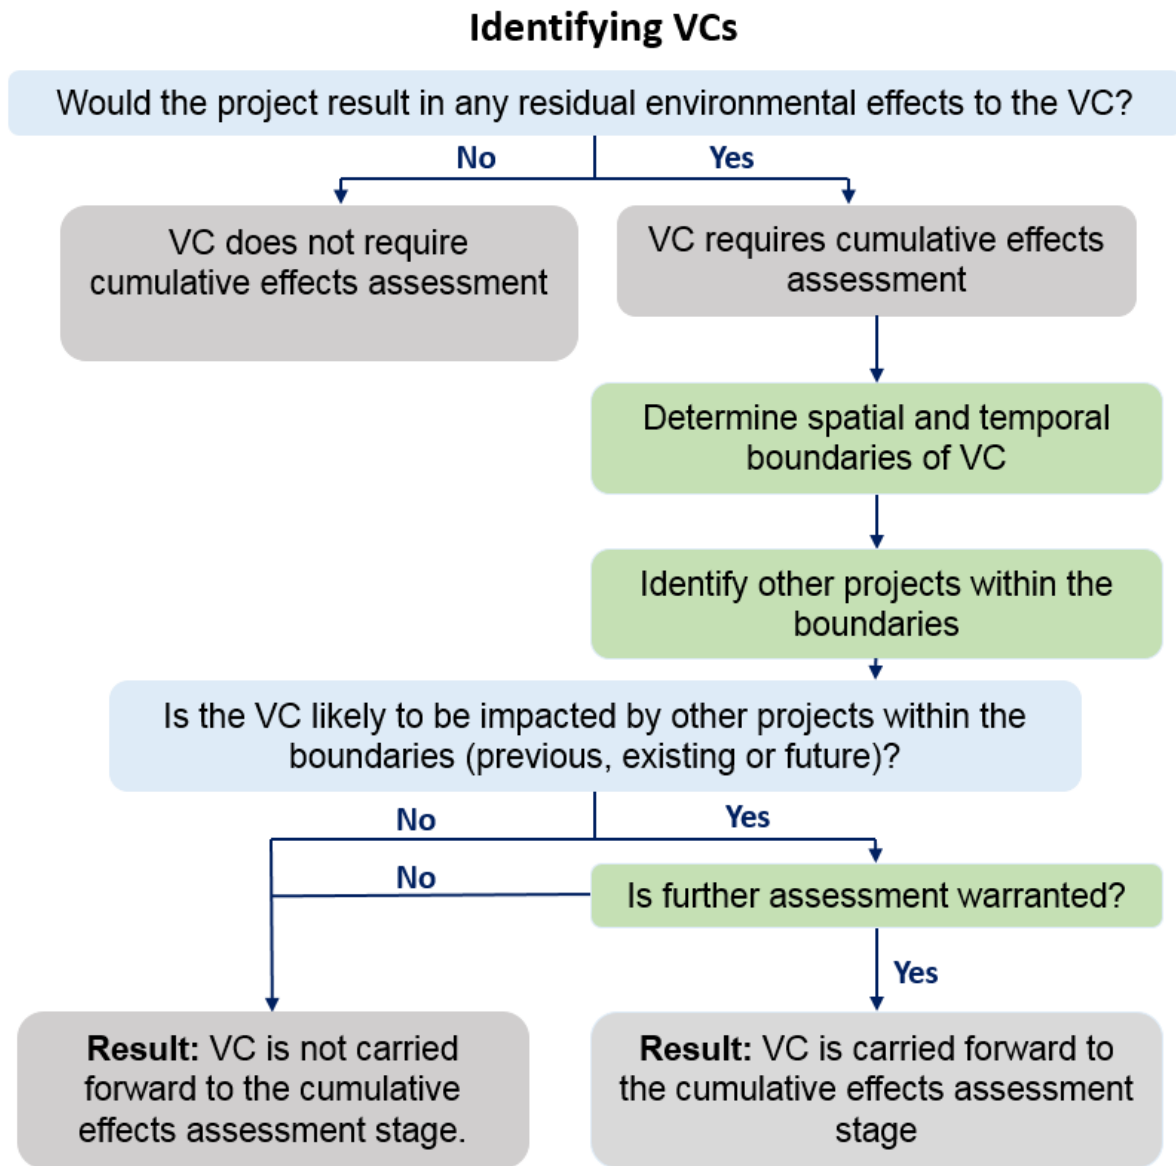 Identifying VCs
Would the project result in any residual environmental effects to the VC?
No
Yes
VC does not require
cumulative effects assessment
VC requires cumulative effects
assessment
Determine spatial and temporal
boundaries of VC
Identify other projects within the
boundaries
Is the VC likely to be impacted by other projects within the
boundaries (previous, existing or future)?
No
Yes
No
Is further assessment warranted?
Yes
Result: VC is not carried
forward to the cumulative
effects assessment stage.
Result: VC is carried forward to
the cumulative effects assessment
stage